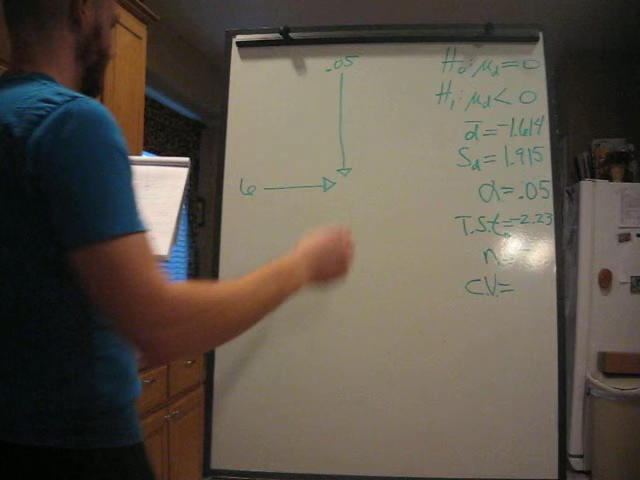 .05
6
H₀: μd = 0
H₁: μd < 0
d̄ = -1.614
Sd = 1.915
α = .05
T.S.t = -2.23
n =
C.V. =